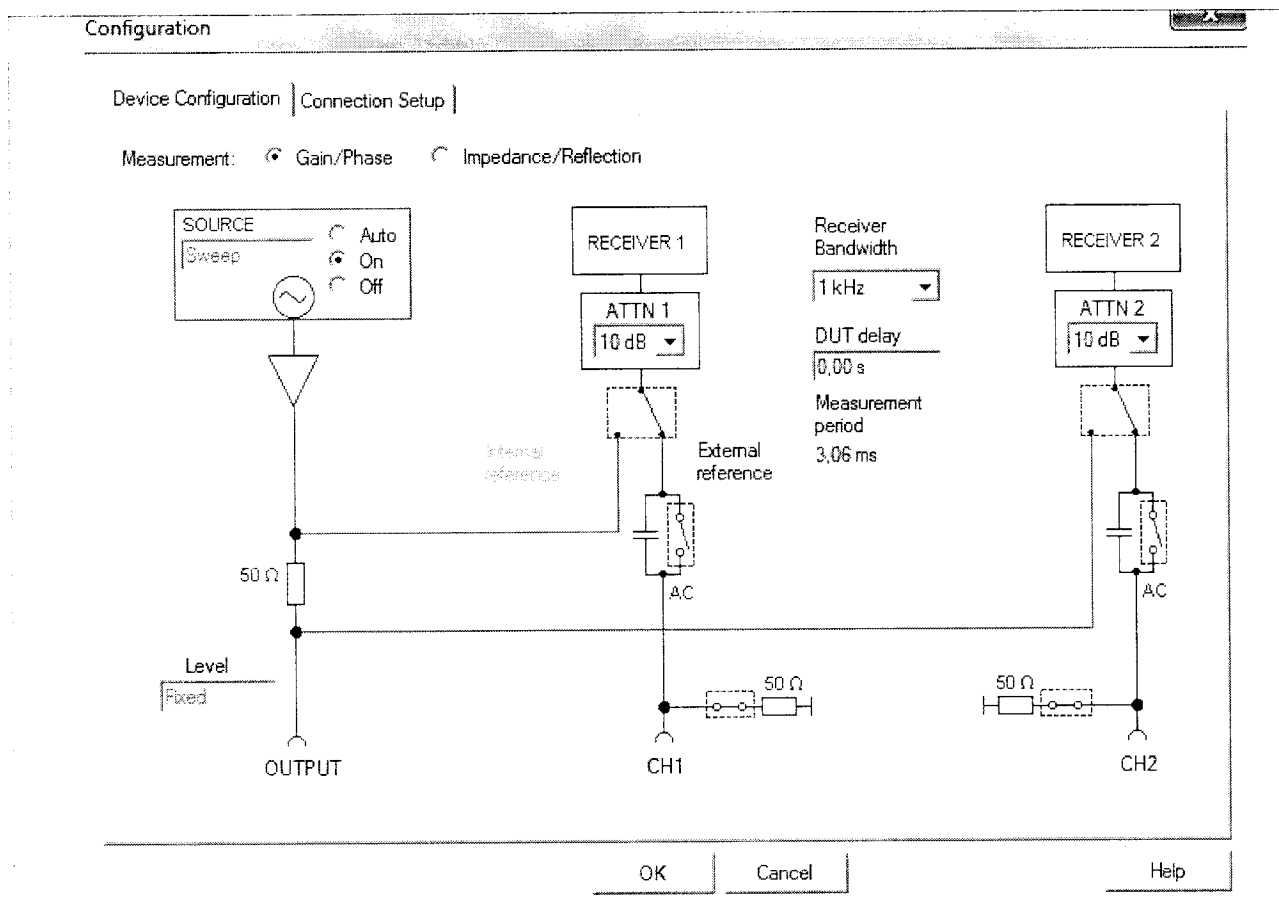 Configuration
Device Configuration
Connection Setup
Measurement:
Gain/Phase
Impedance/Reflection
SOURCE
Sweep
Auto
On
Off
RECEIVER 1
ATTN 1
10 dB
Receiver
Bandwidth
1 kHz
DUT delay
0,00 s
Measurement
period
3,06 ms
RECEIVER 2
ATTN 2
10 dB
Internal
reference
External
reference
50 Ω
AC
AC
Level
Fixed
50 Ω
50 Ω
OUTPUT
CH1
CH2
OK
Cancel
Help